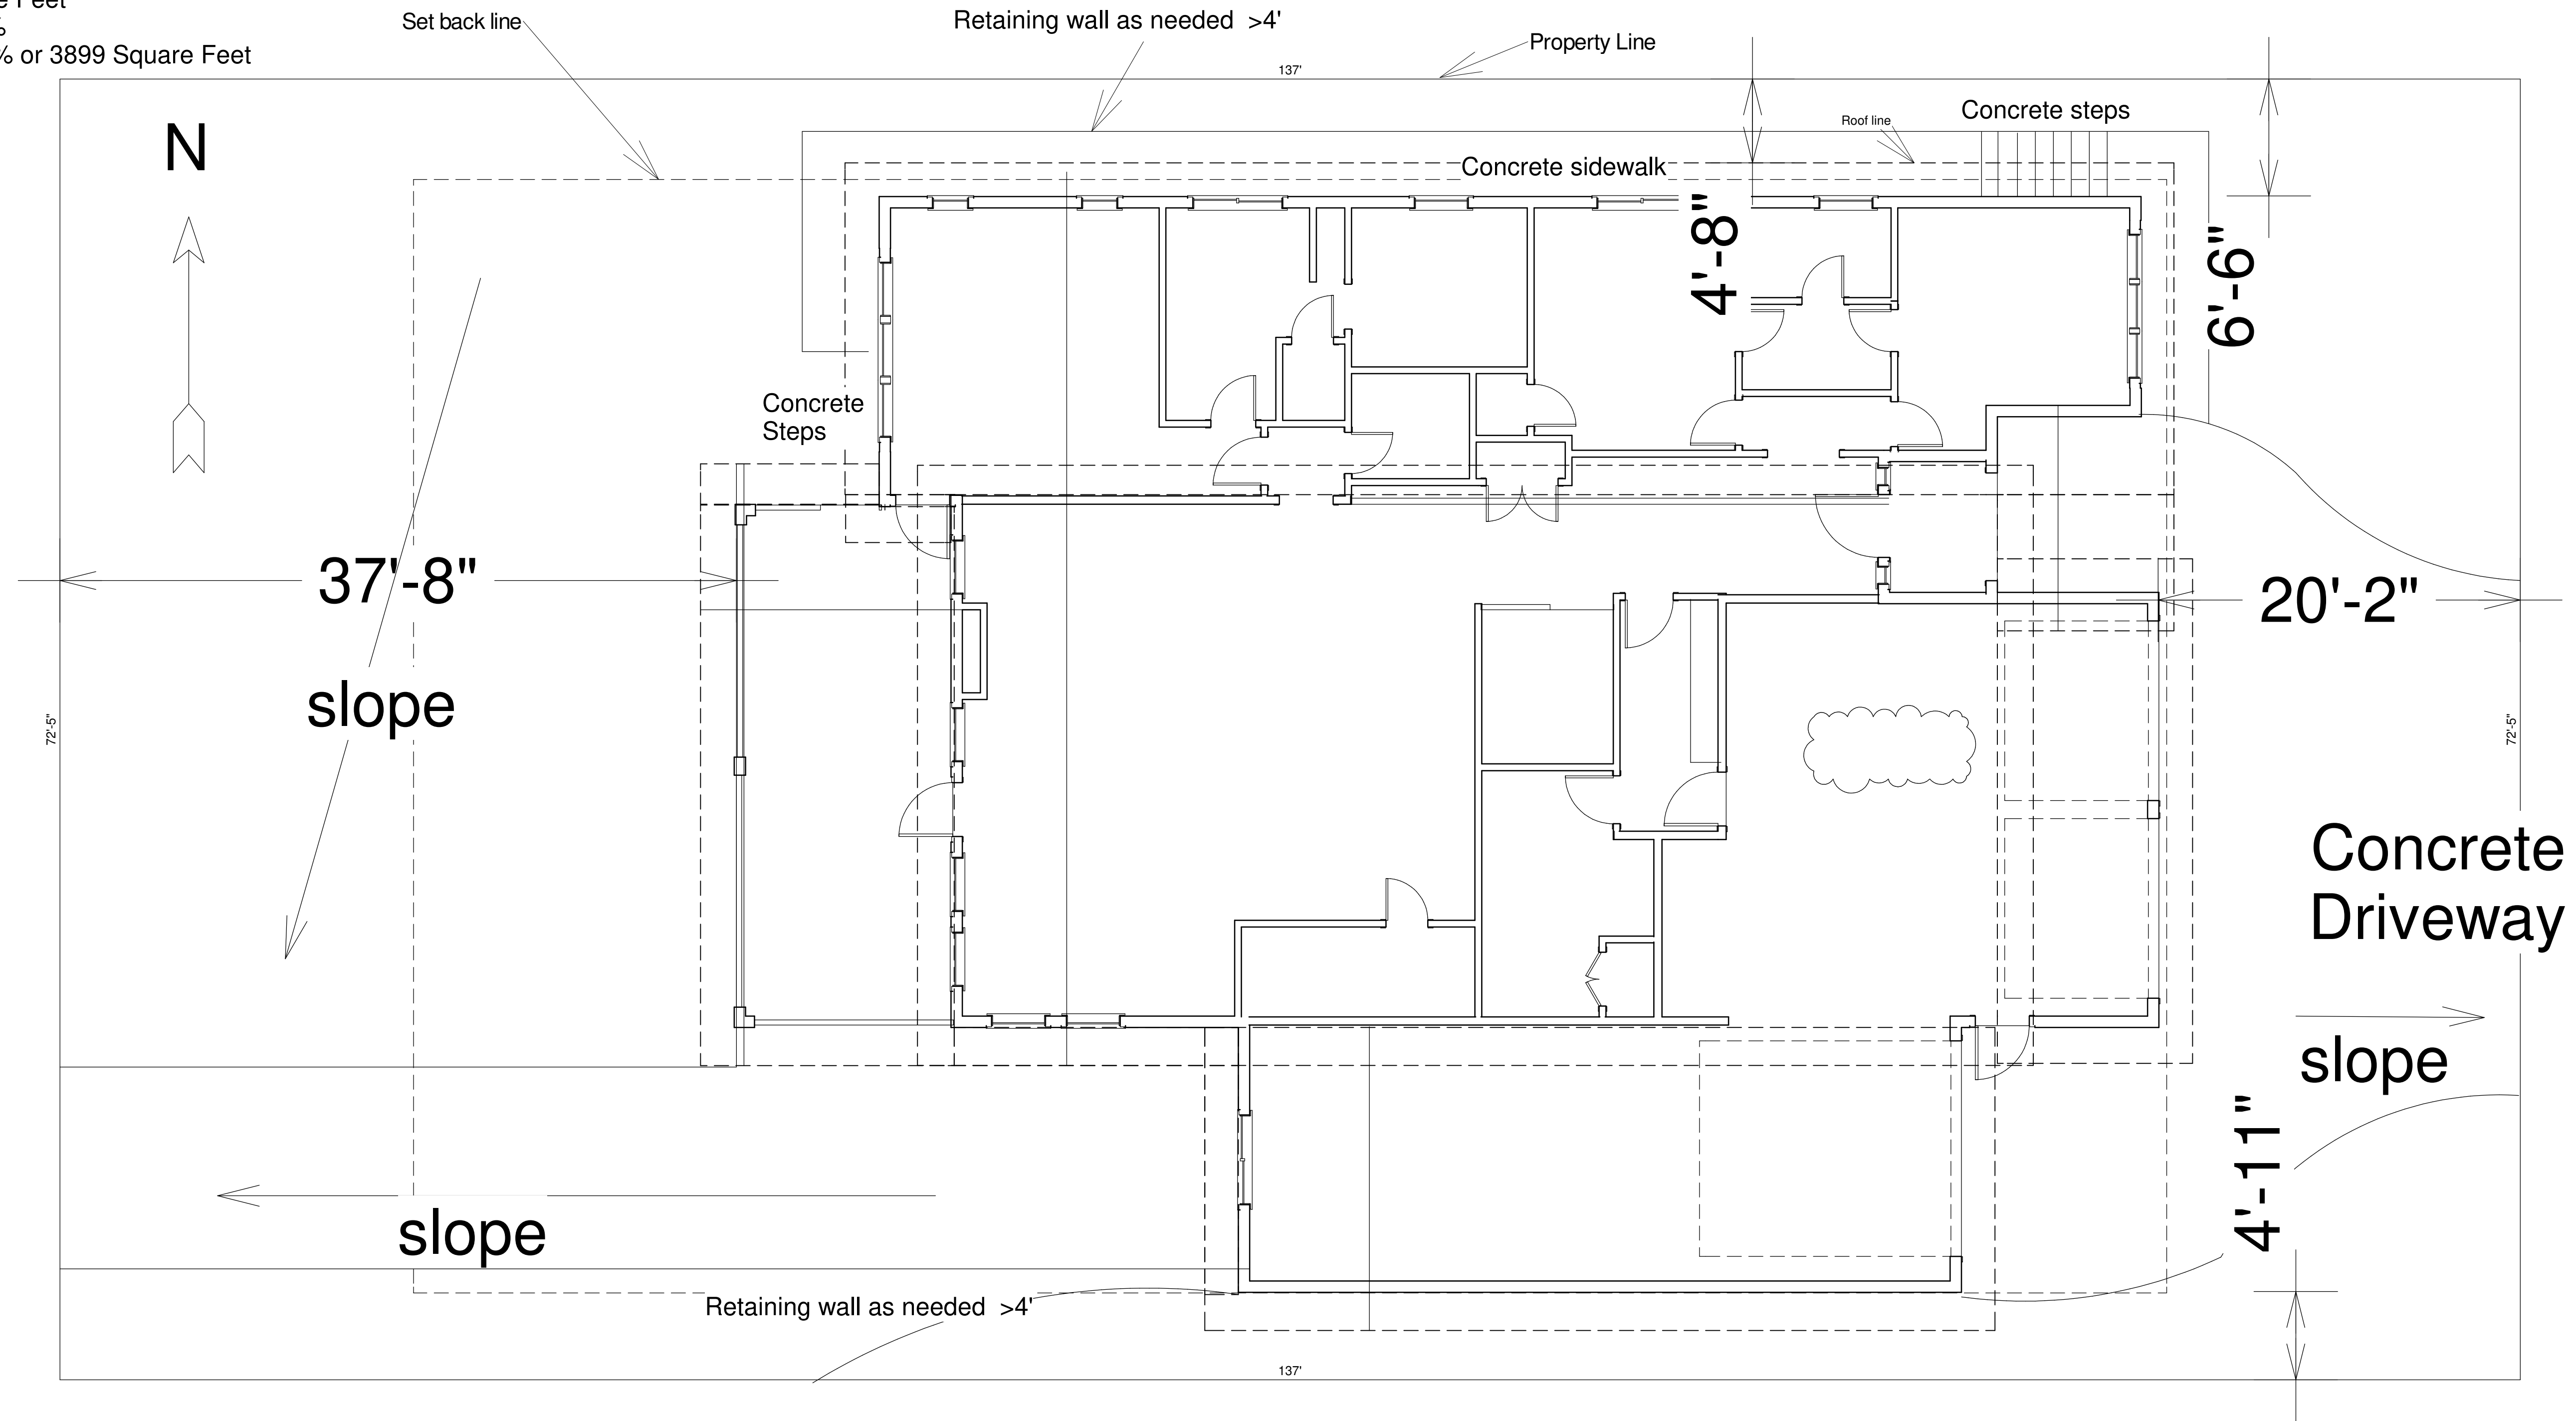 Feet
%
% or 3899 Square Feet
Set back line
Retaining wall as needed  >4'
Property Line
137'
Concrete steps
Roof line
N
Concrete sidewalk
4'-8"
6'-6"
Concrete
Steps
37'-8"
20'-2"
slope
72'-5"
72'-5"
Concrete
Driveway
slope
4'-11"
slope
Retaining wall as needed  >4'
137'